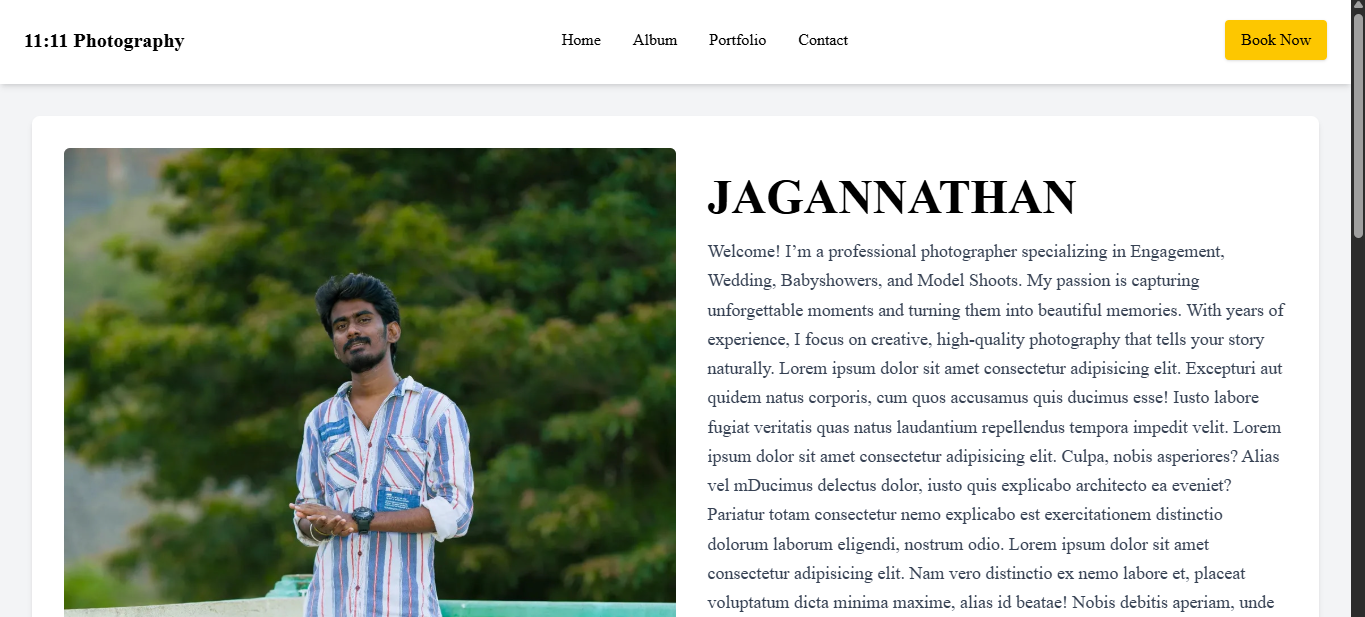 11:11 Photography
Home
Album
Portfolio
Contact
Book Now
JAGANNATHAN
Welcome! I’m a professional photographer specializing in Engagement,
Wedding, Babyshowers, and Model Shoots. My passion is capturing
unforgettable moments and turning them into beautiful memories. With years of
experience, I focus on creative, high-quality photography that tells your story
naturally. Lorem ipsum dolor sit amet consectetur adipisicing elit. Excepturi aut
quidem natus corporis, cum quos accusamus quis ducimus esse! Iusto labore
fugiat veritatis quas natus laudantium repellendus tempora impedit velit. Lorem
ipsum dolor sit amet consectetur adipisicing elit. Culpa, nobis asperiores? Alias
vel mDucimus delectus dolor, iusto quis explicabo architecto ea eveniet?
Pariatur totam consectetur nemo explicabo est exercitationem distinctio
dolorum laborum eligendi, nostrum odio. Lorem ipsum dolor sit amet
consectetur adipisicing elit. Nam vero distinctio ex nemo labore et, placeat
voluptatum dicta minima maxime, alias id beatae! Nobis debitis aperiam, unde